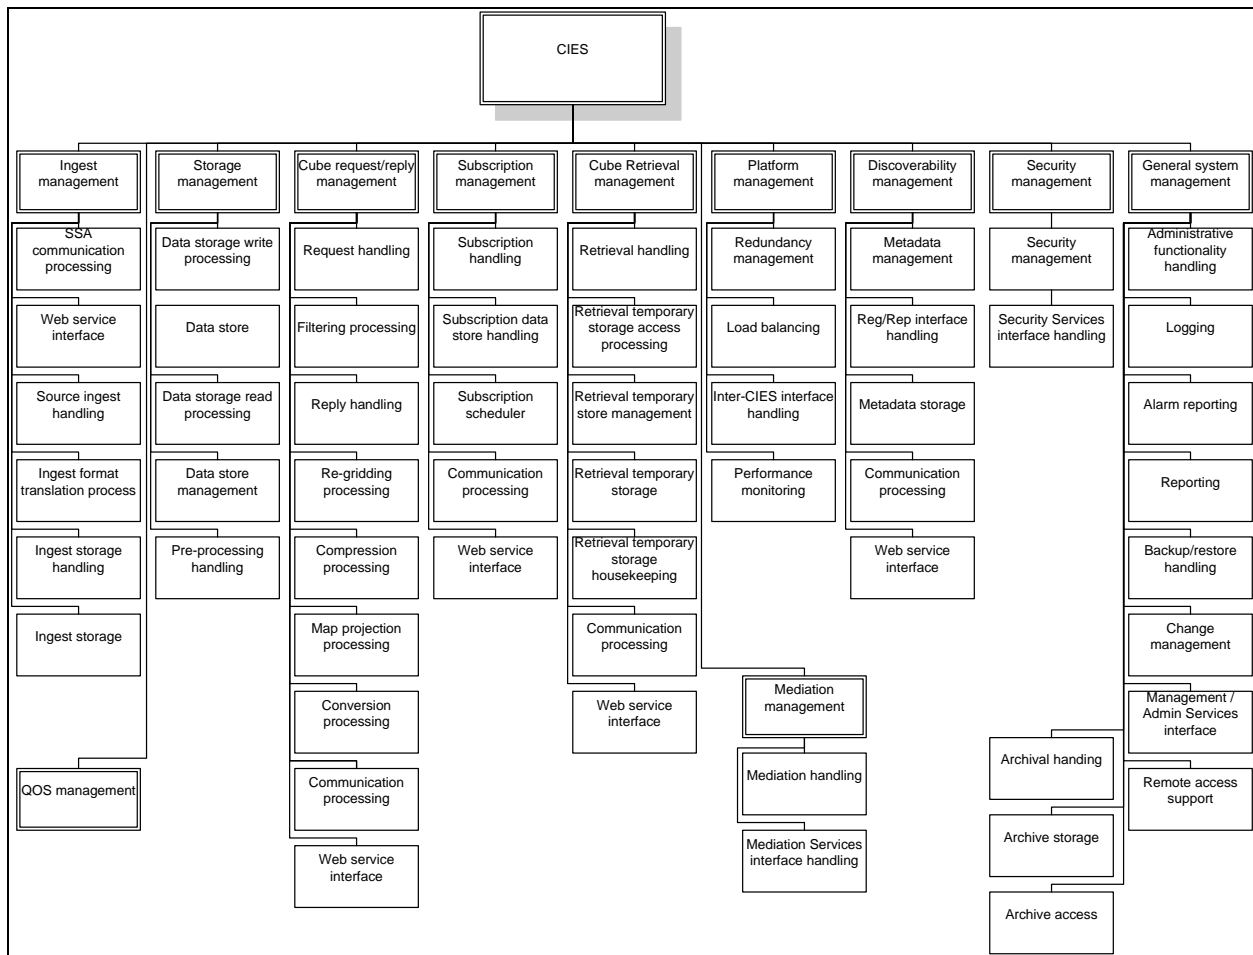 CIES
Ingest
management
SSA
communication
processing
Web service
interface
Source ingest
handling
Ingest format
translation process
Ingest storage
handling
Ingest storage
QOS management
Storage
management
Data storage write
processing
Data store
Data storage read
processing
Data store
management
Pre-processing
handling
Cube request/reply
management
Request handling
Filtering processing
Reply handling
Re-gridding
processing
Compression
processing
Map projection
processing
Conversion
processing
Communication
processing
Web service
interface
Subscription
management
Subscription
handling
Subscription data
store handling
Subscription
scheduler
Communication
processing
Web service
interface
Cube Retrieval
management
Retrieval handling
Retrieval temporary
storage access
processing
Retrieval temporary
store management
Retrieval temporary
storage
Retrieval temporary
storage
housekeeping
Communication
processing
Web service
interface
Platform
management
Redundancy
management
Load balancing
Inter-CIES interface
handling
Performance
monitoring
Mediation
management
Mediation handling
Mediation Services
interface handling
Discoverability
management
Metadata
management
Reg/Rep interface
handling
Metadata storage
Communication
processing
Web service
interface
Security
management
Security
management
Security Services
interface handling
General system
management
Administrative
functionality
handling
Logging
Alarm reporting
Reporting
Backup/restore
handling
Change
management
Management /
Admin Services
interface
Remote access
support
Archival handing
Archive storage
Archive access